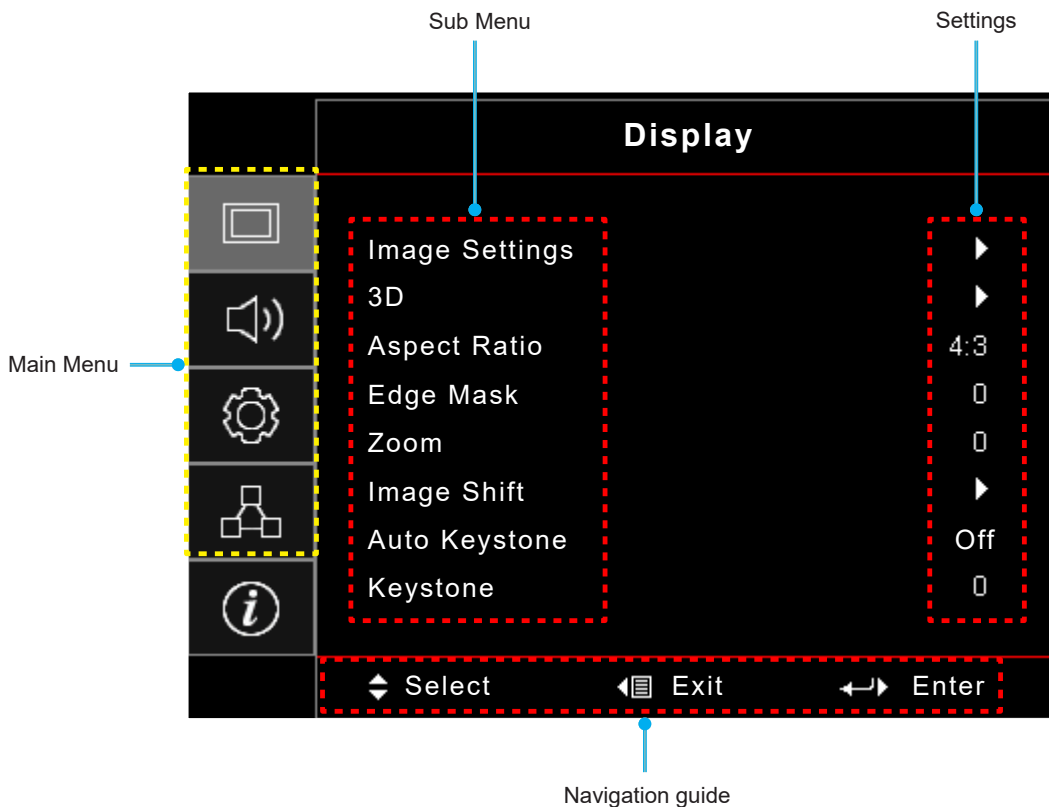 Sub Menu Settings
Display
Image Settings
3D
Aspect Ratio 4:3
Main Menu
Edge Mask 0
Zoom 0
Image Shift
Auto Keystone Off
Keystone 0
i
Select Exit Enter
Navigation guide